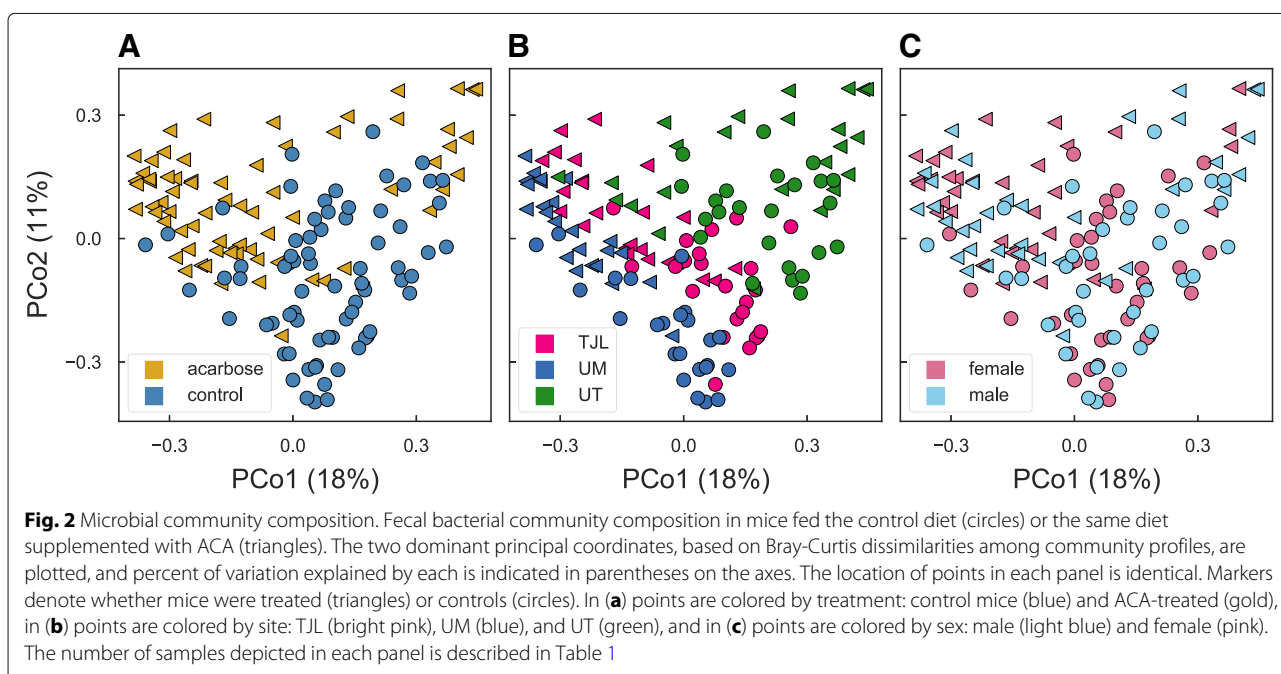 A
B
C
PCo2 (11%)
0.3
0.0
−0.3
acarbose
control
TJL
UM
UT
female
male
−0.3 0.0 0.3
−0.3 0.0 0.3
−0.3 0.0 0.3
PCo1 (18%)
PCo1 (18%)
PCo1 (18%)
Fig. 2 Microbial community composition. Fecal bacterial community composition in mice fed the control diet (circles) or the same diet
supplemented with ACA (triangles). The two dominant principal coordinates, based on Bray-Curtis dissimilarities among community profiles, are
plotted, and percent of variation explained by each is indicated in parentheses on the axes. The location of points in each panel is identical. Markers
denote whether mice were treated (triangles) or controls (circles). In (a) points are colored by treatment: control mice (blue) and ACA-treated (gold),
in (b) points are colored by site: TJL (bright pink), UM (blue), and UT (green), and in (c) points are colored by sex: male (light blue) and female (pink).
The number of samples depicted in each panel is described in Table 1